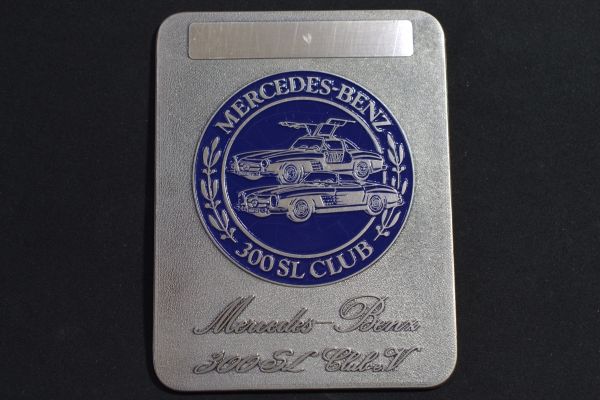 MERCEDES-BENZ
300 SL CLUB
Mercedes-Benz
300 SL Club e.V.